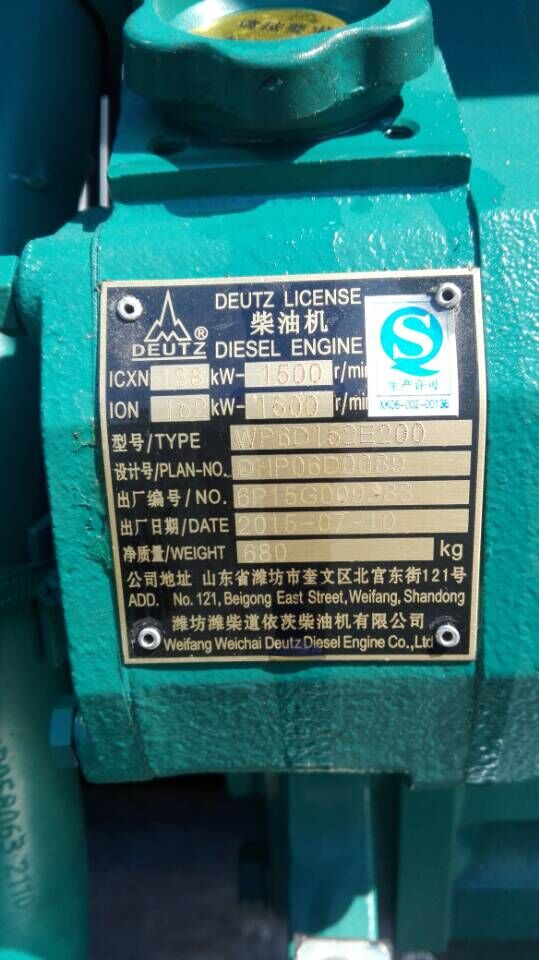 DEUTZ LICENSE
柴油机
DEUTZ® DIESEL ENGINE
ICXN 138 kW- 1500 r/min
ION 152 kW- 1500 r/min
生产许可
XK06-002-00136
型号/TYPE WP6D152E200
设计号/PLAN-NO. DHP06D0089
出厂编号/NO. 6P15G009383
出厂日期/DATE 2015-07-10
净质量/WEIGHT 680 kg
公司地址 山东省潍坊市奎文区北宫东街121号
ADD. No.121, Beigong East Street, Weifang, Shandong
潍坊潍柴道依茨柴油机有限公司
Weifang Weichai Deutz Diesel Engine Co.,Ltd